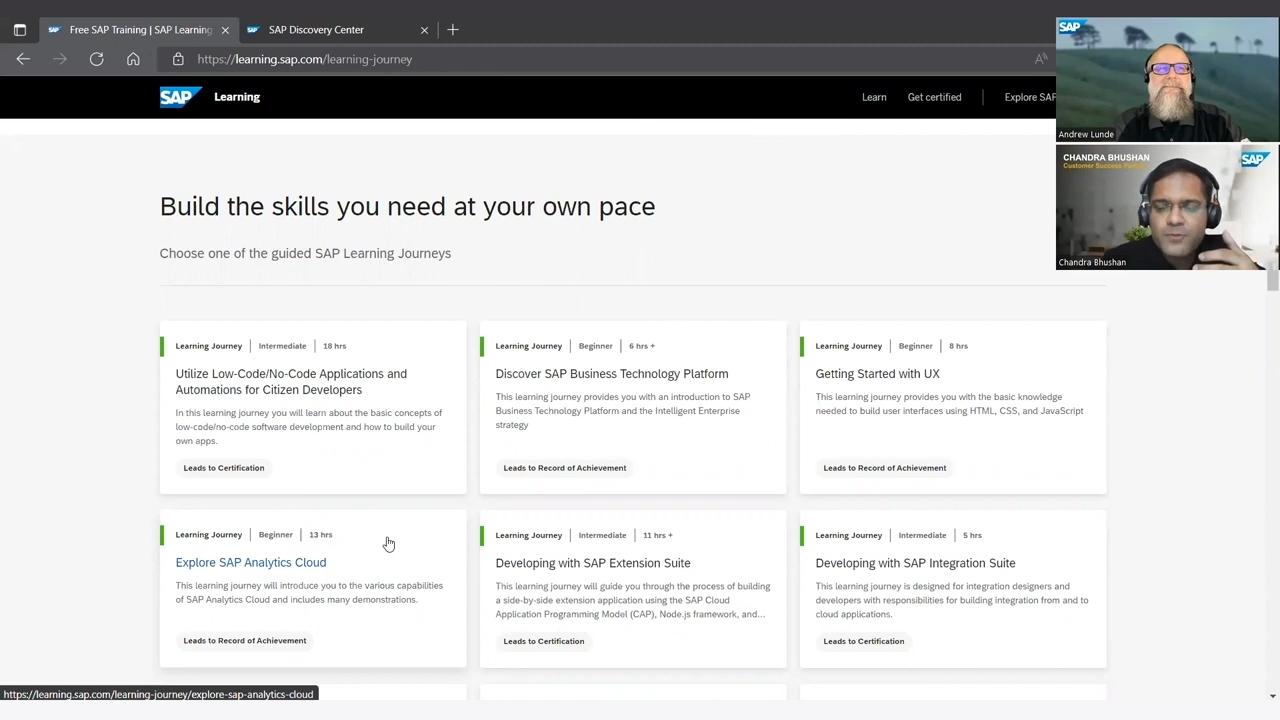 Free SAP Training | SAP Learning
SAP Discovery Center
https://learning.sap.com/learning-journey
SAP
Learning
Learn
Get certified
Explore SAP
SAP
Andrew Lunde
CHANDRA BHUSHAN
Customer Success
SAP
Chandra Bhushan
Build the skills you need at your own pace
Choose one of the guided SAP Learning Journeys
Learning Journey | Intermediate | 18 hrs
Utilize Low-Code/No-Code Applications and
Automations for Citizen Developers
In this learning journey you will learn about the basic concepts of
low-code/no-code software development and how to build your
own apps.
Leads to Certification
Learning Journey | Beginner | 6 hrs +
Discover SAP Business Technology Platform
This learning journey provides you with an introduction to SAP
Business Technology Platform and the Intelligent Enterprise
strategy
Leads to Record of Achievement
Learning Journey | Beginner | 8 hrs
Getting Started with UX
This learning journey provides you with the basic knowledge
needed to build user interfaces using HTML, CSS, and JavaScript
Leads to Record of Achievement
Learning Journey | Beginner | 13 hrs
Explore SAP Analytics Cloud
This learning journey will introduce you to the various capabilities
of SAP Analytics Cloud and includes many demonstrations.
Leads to Record of Achievement
Learning Journey | Intermediate | 11 hrs +
Developing with SAP Extension Suite
This learning journey will guide you through the process of building
a side-by-side extension application using the SAP Cloud
Application Programming Model (CAP), Node.js framework, and...
Leads to Certification
Learning Journey | Intermediate | 5 hrs
Developing with SAP Integration Suite
This learning journey is designed for integration designers and
developers with responsibilities for building integration from and to
cloud applications.
Leads to Certification
https://learning.sap.com/learning-journey/explore-sap-analytics-cloud